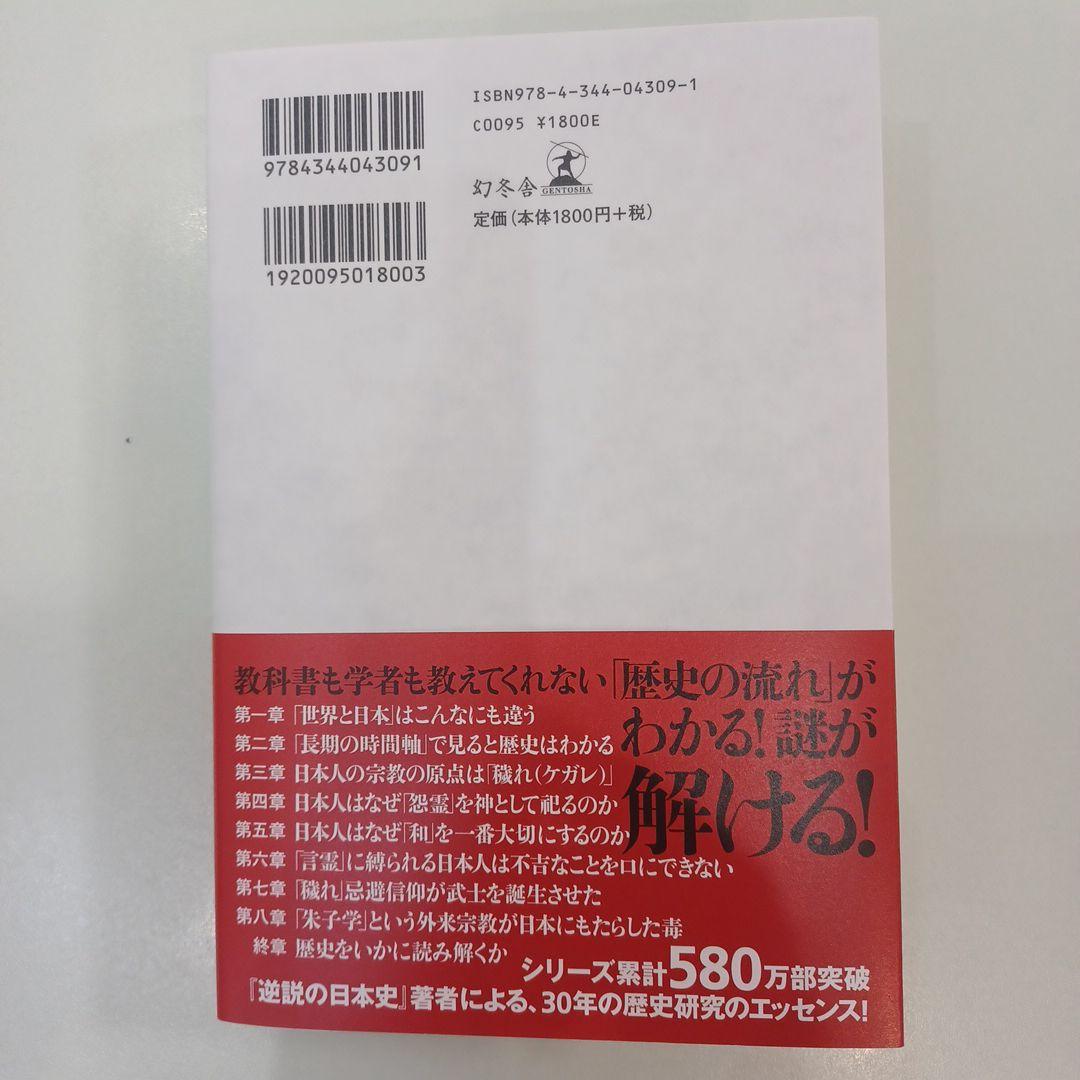 9784344043091
1920095018003
ISBN978-4-344-04309-1
C0095 ¥1800E
幻冬舎 GENTOSHA
定価(本体1800円+税)
教科書も学者も教えてくれない「歴史の流れ」が
わかる!謎が
解ける!
第一章 「世界と日本」はこんなにも違う
第二章 「長期の時間軸」で見ると歴史はわかる
第三章 日本人の宗教の原点は「穢れ(ケガレ)」
第四章 日本人はなぜ「怨霊」を神として祀るのか
第五章 日本人はなぜ「和」を一番大切にするのか
第六章 「言霊」に縛られる日本人は不吉なことを口にできない
第七章 「穢れ」忌避信仰が武士を誕生させた
第八章 「朱子学」という外来宗教が日本にもたらした毒
終章 歴史をいかに読み解くか
シリーズ累計580万部突破
『逆説の日本史』著者による、30年の歴史研究のエッセンス!